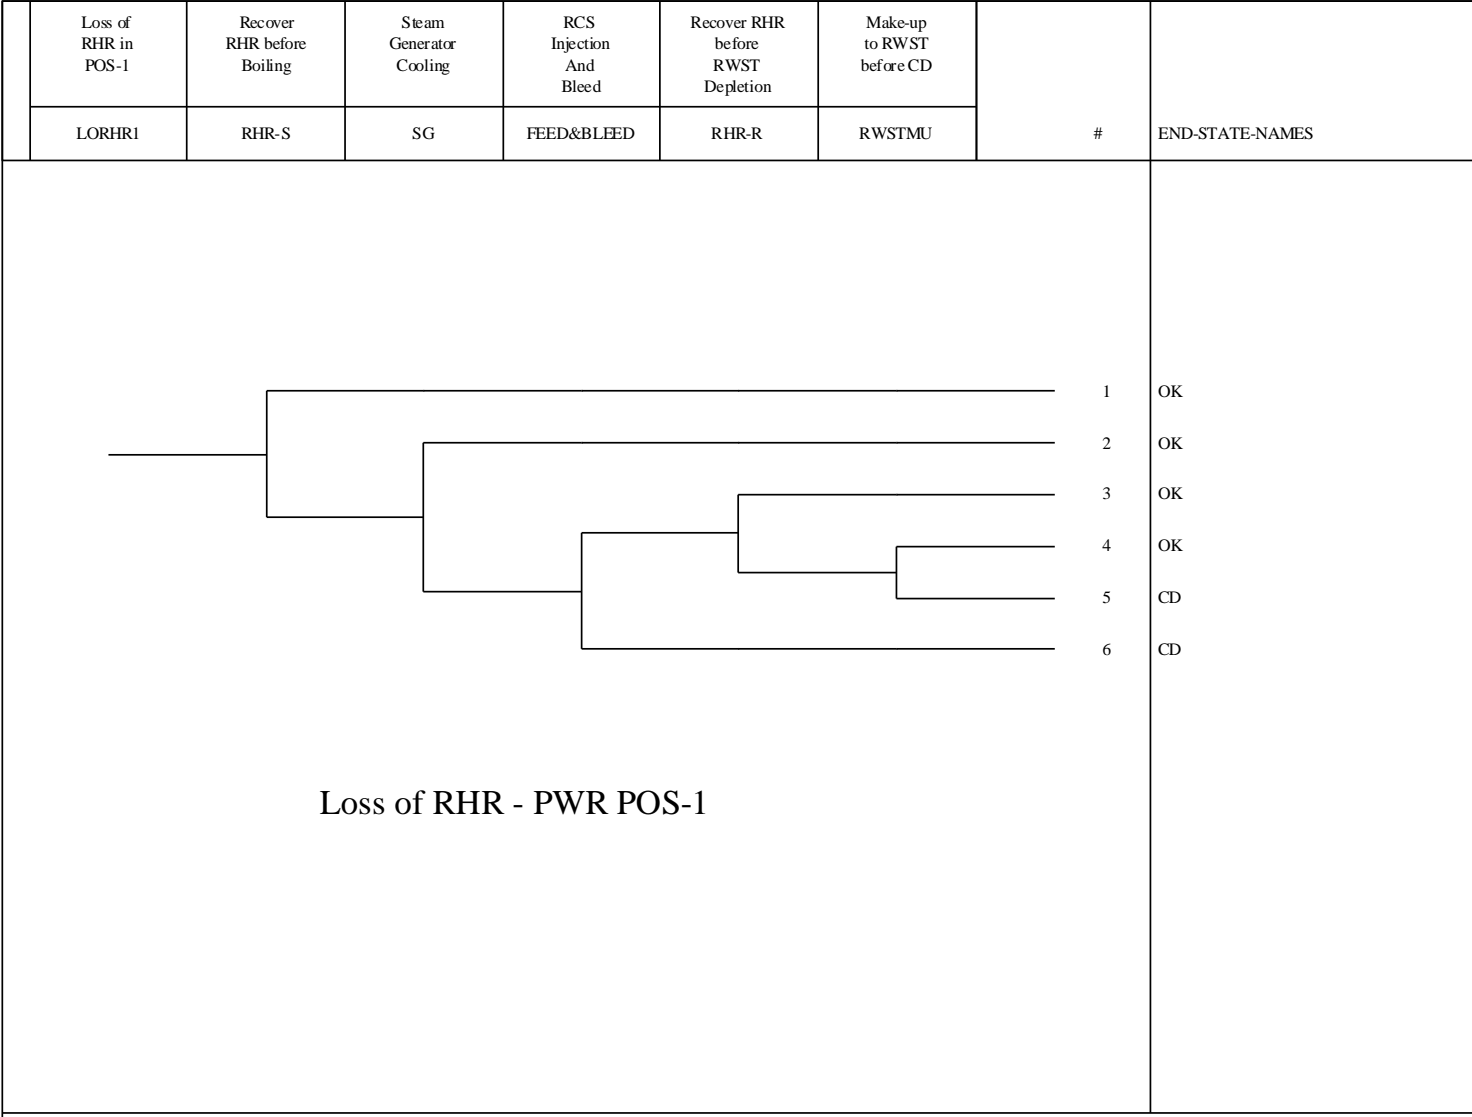 Loss of
RHR in
POS-1
Recover
RHR before
Boiling
Steam
Generator
Cooling
RCS
Injection
And
Bleed
Recover RHR
before
RWST
Depletion
Make-up
to RWST
before CD
LORHR1
RHR-S
SG
FEED&BLEED
RHR-R
RWSTMU
#
END-STATE-NAMES
1 OK
2 OK
3 OK
4 OK
5 CD
6 CD
Loss of RHR - PWR POS-1